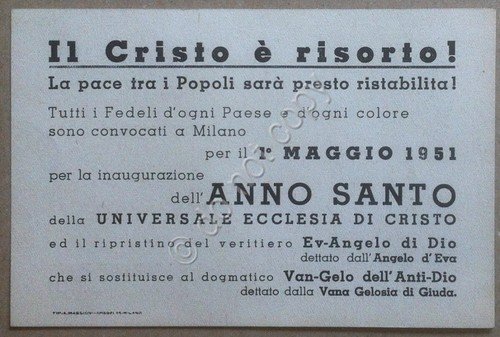 Il Cristo è risorto!
La pace tra i Popoli sarà presto ristabilita!
Tutti i Fedeli d'ogni Paese e d'ogni colore
sono convocati a Milano
per il 1° MAGGIO 1951
per la inaugurazione
dell'ANNO SANTO
della UNIVERSALE ECCLESIA DI CRISTO
ed il ripristino del veritiero Ev-Angelo di Dio
dettato dall'Angelo d'Eva
che si sostituisce al dogmatico Van-Gelo dell'Anti-Dio
dettato dalla Vana Gelosia di Giuda.
do not copy